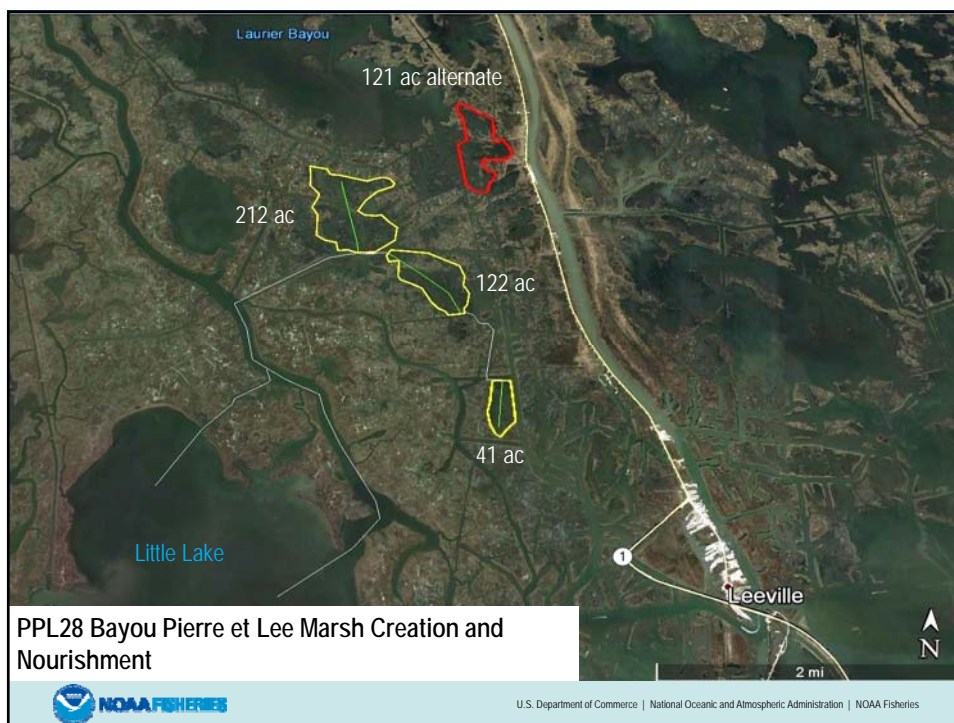 Laurier Bayou
121 ac alternate
212 ac
122 ac
41 ac
Little Lake
1
Leeville
N
2 mi
PPL28 Bayou Pierre et Lee Marsh Creation and
Nourishment
NOAA FISHERIES
U.S. Department of Commerce | National Oceanic and Atmospheric Administration | NOAA Fisheries